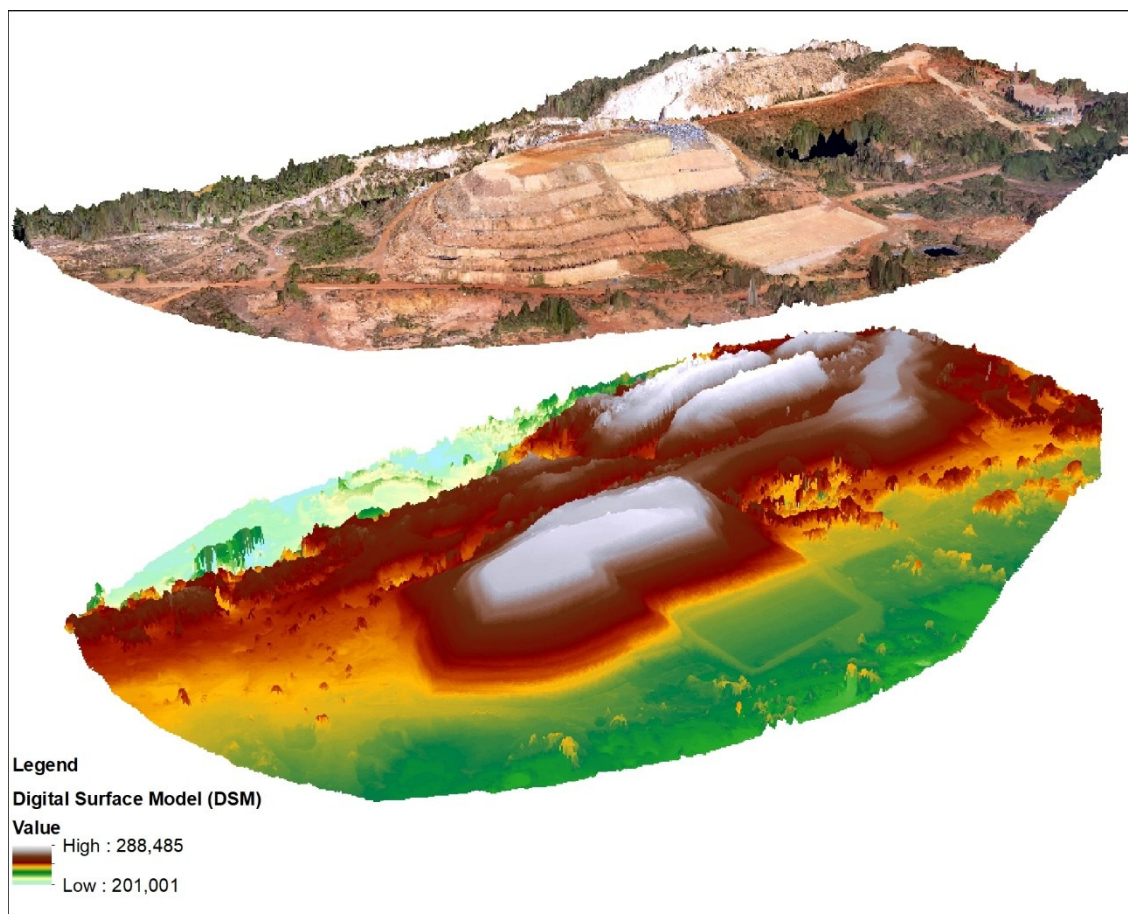 Legend
Digital Surface Model (DSM)
Value
High : 288,485
Low : 201,001